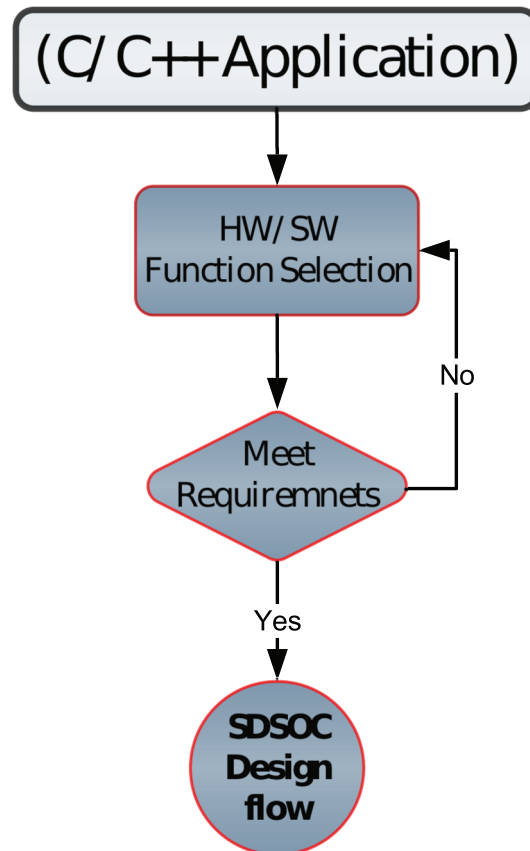 (C/ C++ Application)
HW/ SW
Function Selection
No
Meet
Requiremnets
Yes
SDSOC
Design
flow